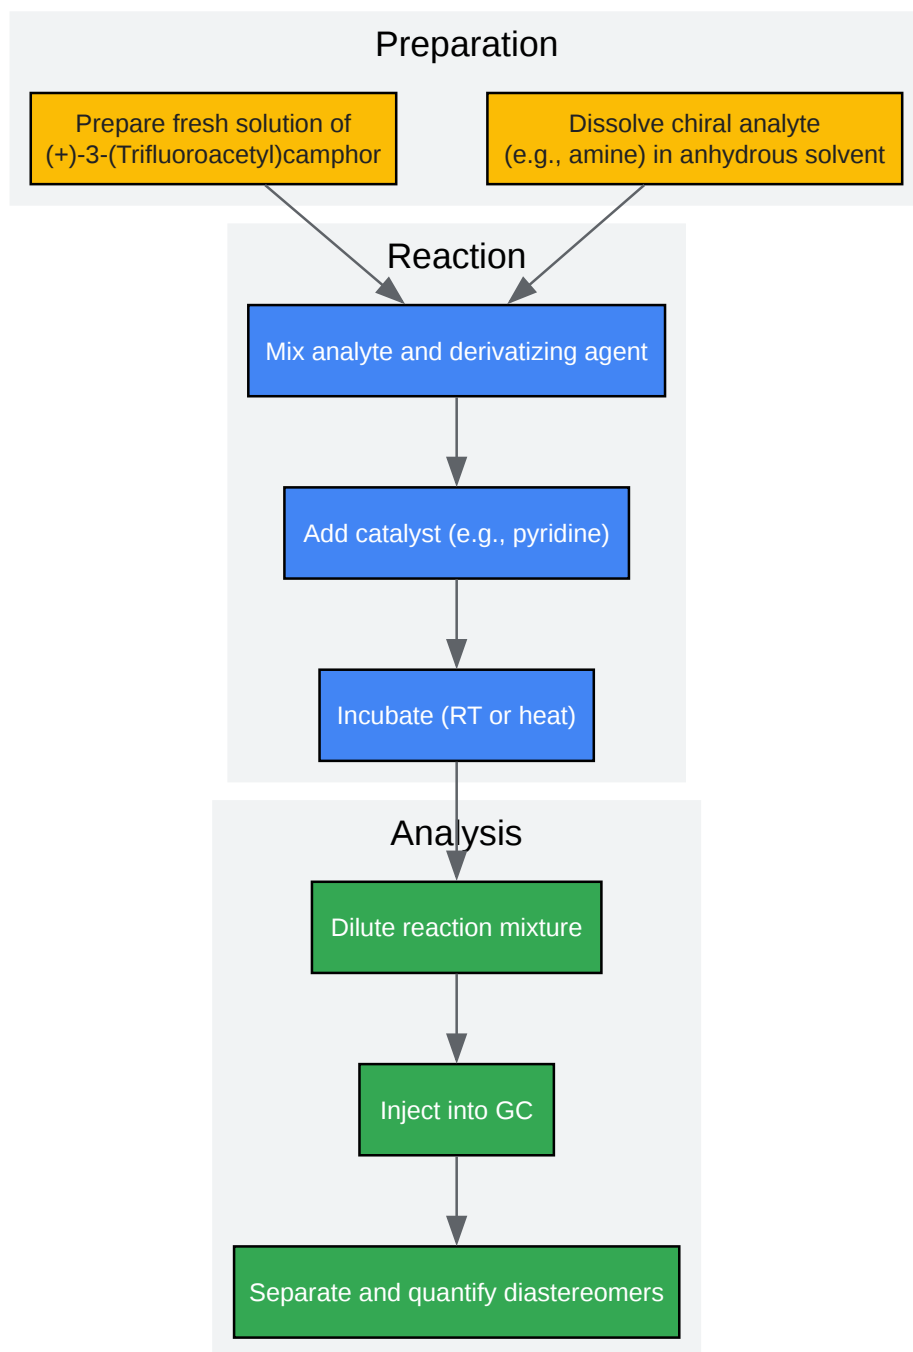 Preparation
Prepare fresh solution of
(+)-3-(Trifluoroacetyl)camphor
Dissolve chiral analyte
(e.g., amine) in anhydrous solvent
Reaction
Mix analyte and derivatizing agent
Add catalyst (e.g., pyridine)
Incubate (RT or heat)
Analysis
Dilute reaction mixture
Inject into GC
Separate and quantify diastereomers